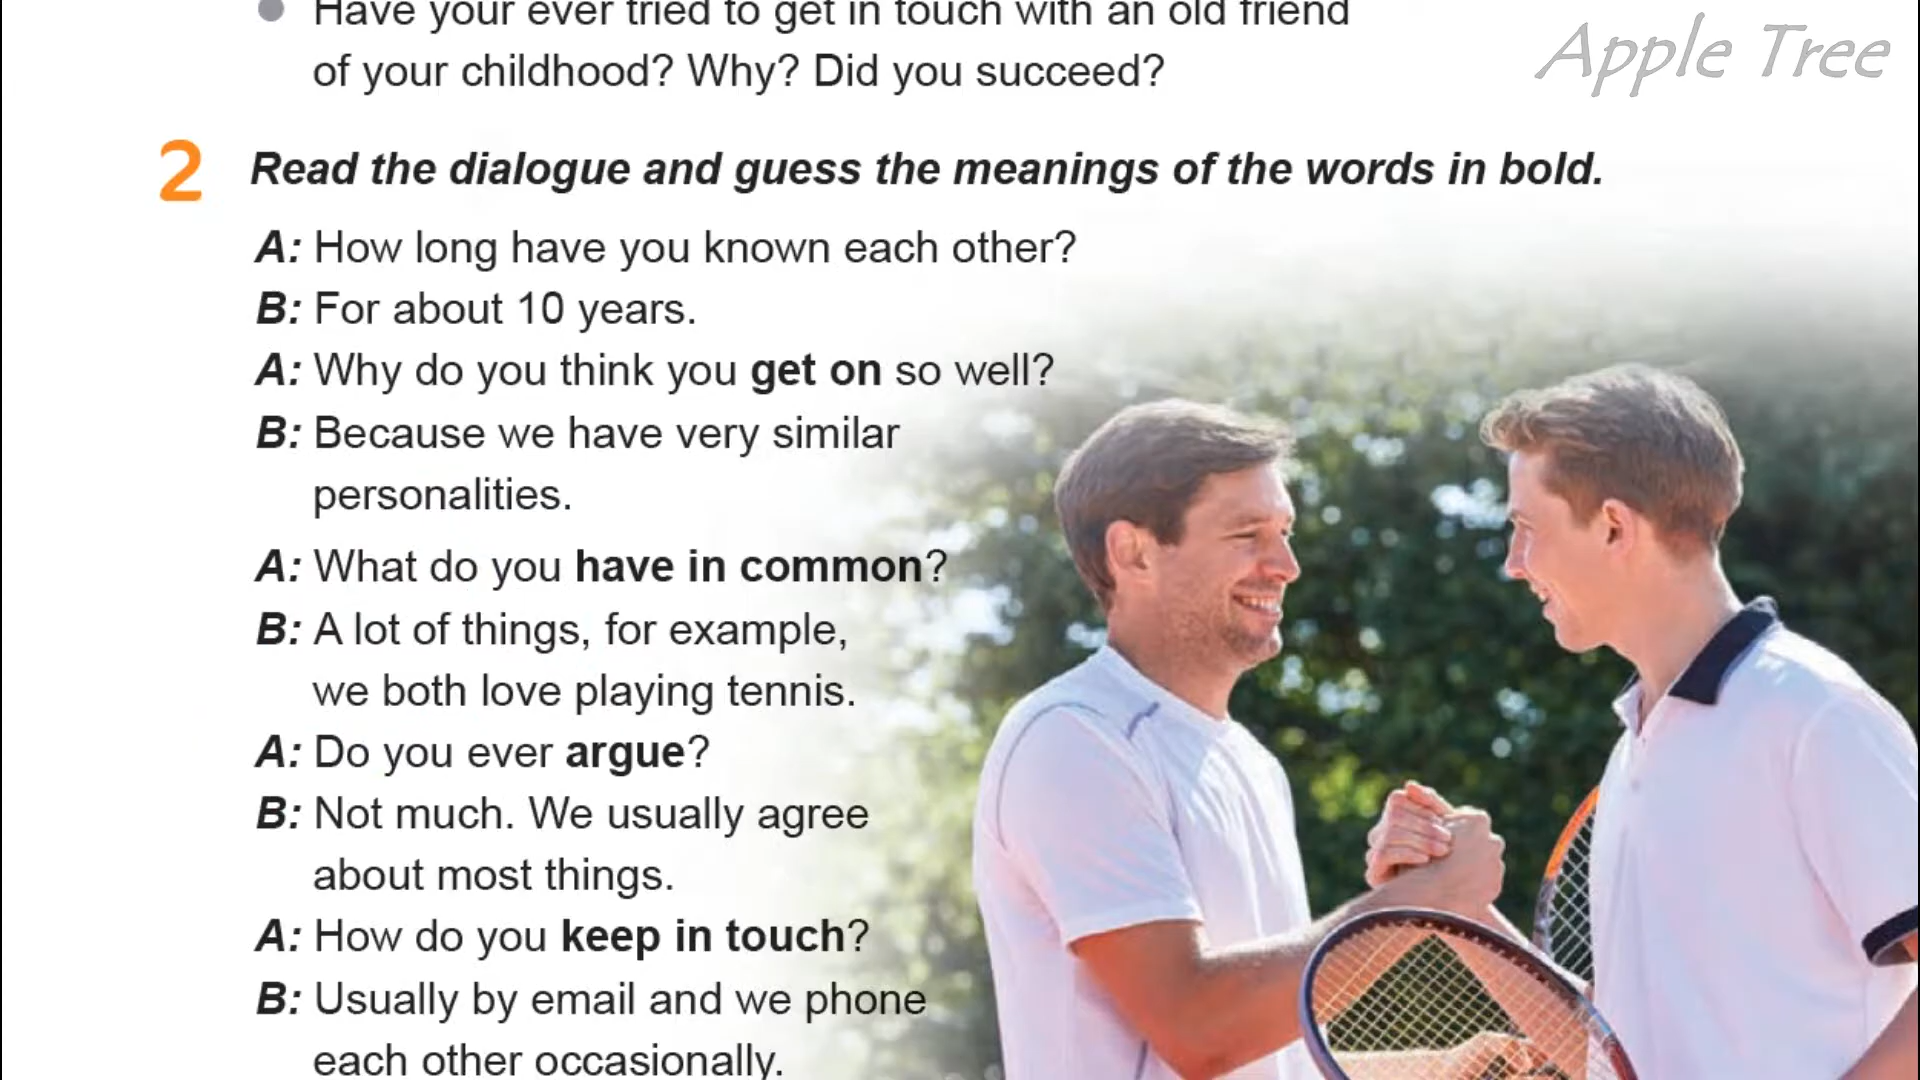 Have your ever tried to get in touch with an old friend
of your childhood? Why? Did you succeed?
Apple Tree
2 Read the dialogue and guess the meanings of the words in bold.
A: How long have you known each other?
B: For about 10 years.
A: Why do you think you get on so well?
B: Because we have very similar
personalities.
A: What do you have in common?
B: A lot of things, for example,
we both love playing tennis.
A: Do you ever argue?
B: Not much. We usually agree
about most things.
A: How do you keep in touch?
B: Usually by email and we phone
each other occasionally.